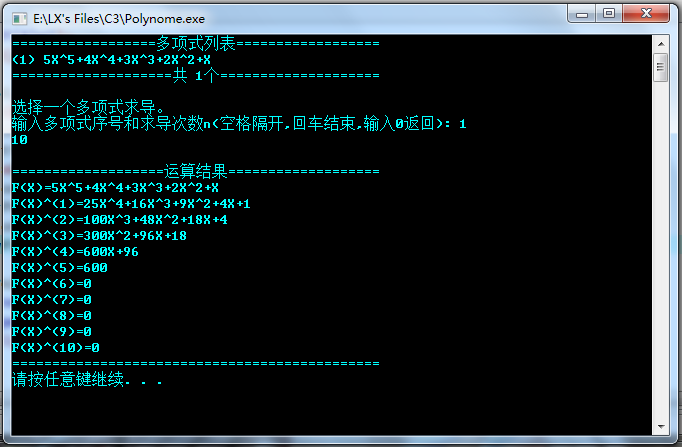 E:\LX's Files\C3\Polynome.exe
==================多项式列表==================
(1) 5X^5+4X^4+3X^3+2X^2+X
====================共 1个====================
选择一个多项式求导。
输入多项式序号和求导次数n(空格隔开,回车结束,输入0返回): 1
10
===================运算结果===================
F(X)=5X^5+4X^4+3X^3+2X^2+X
F(X)^(1)=25X^4+16X^3+9X^2+4X+1
F(X)^(2)=100X^3+48X^2+18X+4
F(X)^(3)=300X^2+96X+18
F(X)^(4)=600X+96
F(X)^(5)=600
F(X)^(6)=0
F(X)^(7)=0
F(X)^(8)=0
F(X)^(9)=0
F(X)^(10)=0
==============================================
请按任意键继续. . .